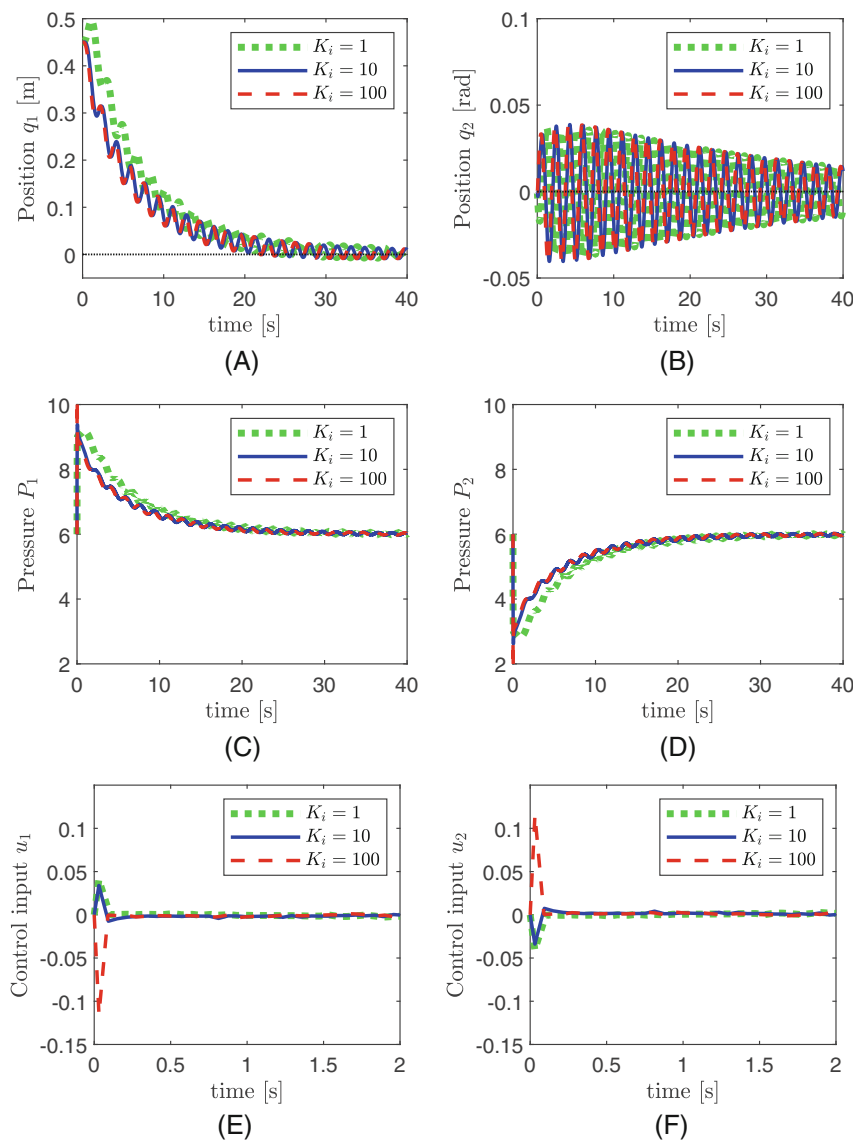 0.5
0.4
0.3
0.2
0.1
0
Position q₁ [m]
K_i = 1
K_i = 10
K_i = 100
0 10 20 30 40
time [s]
(A)
0.1
0.05
0
-0.05
Position q₂ [rad]
K_i = 1
K_i = 10
K_i = 100
0 10 20 30 40
time [s]
(B)
10
8
6
4
2
Pressure P₁
K_i = 1
K_i = 10
K_i = 100
0 10 20 30 40
time [s]
(C)
10
8
6
4
2
Pressure P₂
K_i = 1
K_i = 10
K_i = 100
0 10 20 30 40
time [s]
(D)
0.1
0.05
0
-0.05
-0.1
-0.15
Control input u₁
K_i = 1
K_i = 10
K_i = 100
0 0.5 1 1.5 2
time [s]
(E)
0.1
0.05
0
-0.05
-0.1
-0.15
Control input u₂
K_i = 1
K_i = 10
K_i = 100
0 0.5 1 1.5 2
time [s]
(F)